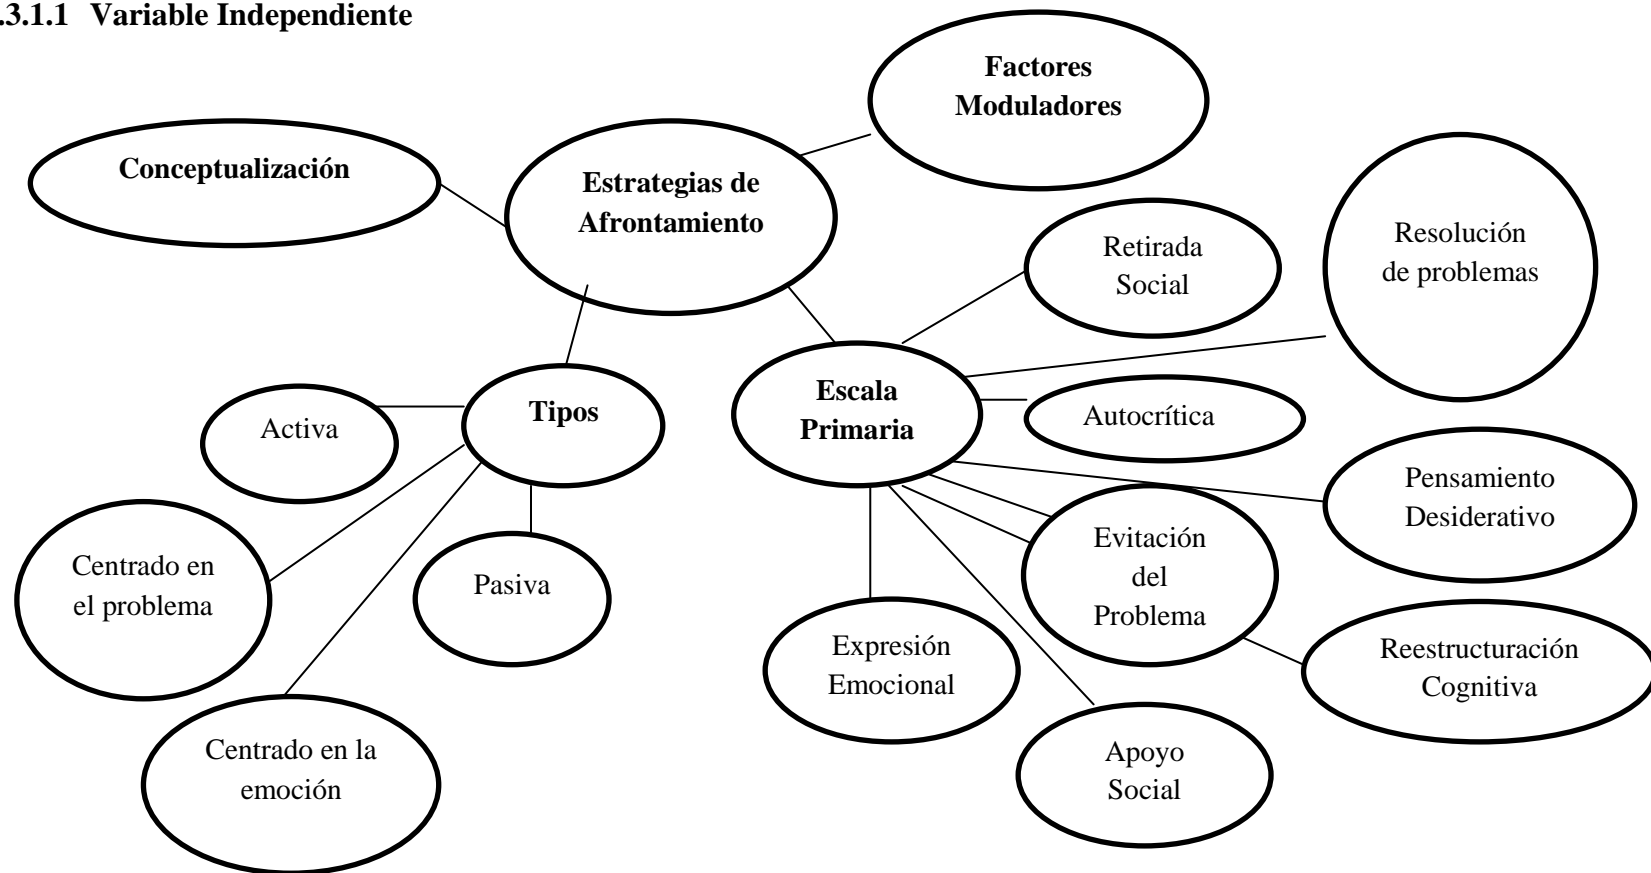 .3.1.1 Variable Independiente
Factores
Moduladores
Conceptualización
Estrategias de
Afrontamiento
Retirada
Social
Resolución
de problemas
Tipos
Escala
Primaria
Activa
Autocrítica
Pensamiento
Desiderativo
Centrado en
el problema
Pasiva
Evitación
del
Problema
Expresión
Emocional
Reestructuración
Cognitiva
Centrado en la
emoción
Apoyo
Social